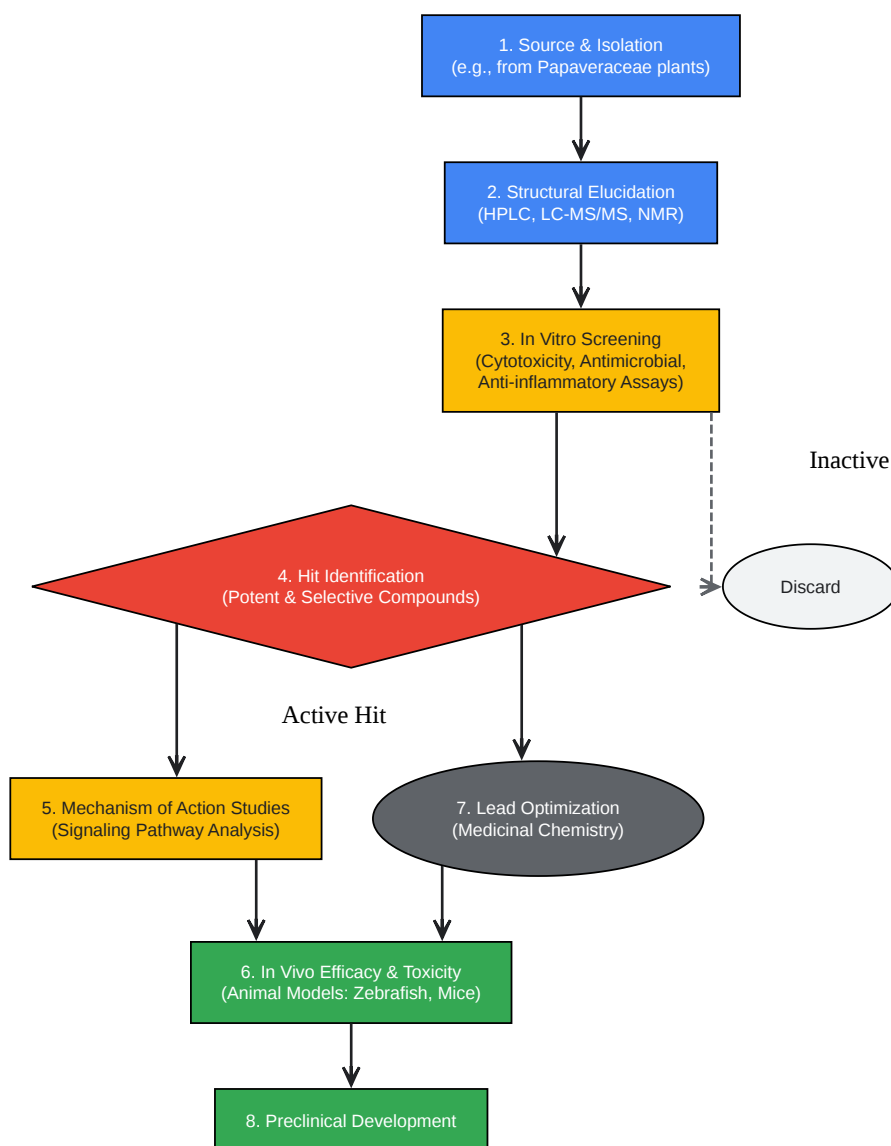 1. Source & Isolation
(e.g., from Papaveraceae plants)
2. Structural Elucidation
(HPLC, LC-MS/MS, NMR)
3. In Vitro Screening
(Cytotoxicity, Antimicrobial,
Anti-inflammatory Assays)
Inactive
4. Hit Identification
(Potent & Selective Compounds)
Discard
Active Hit
5. Mechanism of Action Studies
(Signaling Pathway Analysis)
7. Lead Optimization
(Medicinal Chemistry)
6. In Vivo Efficacy & Toxicity
(Animal Models: Zebrafish, Mice)
8. Preclinical Development